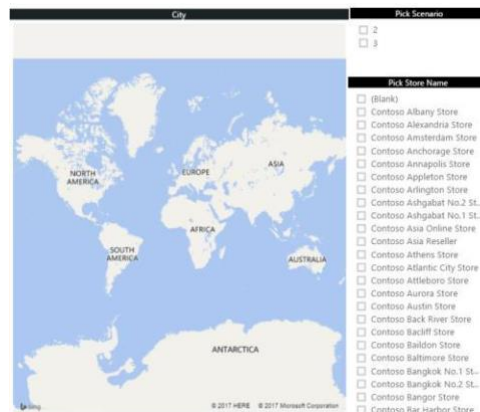 City
NORTH
AMERICA
EUROPE
ASIA
AFRICA
SOUTH
AMERICA
AUSTRALIA
ANTARCTICA
bing
© 2017 HERE © 2017 Microsoft Corporation
Pick Scenario
2
3
Pick Store Name
(Blank)
Contoso Albany Store
Contoso Alexandria Store
Contoso Amsterdam Store
Contoso Anchorage Store
Contoso Annapolis Store
Contoso Appleton Store
Contoso Arlington Store
Contoso Ashgabat No.2 St..
Contoso Ashgabat No.1 St..
Contoso Asia Online Store
Contoso Asia Reseller
Contoso Athens Store
Contoso Atlantic City Store
Contoso Attleboro Store
Contoso Aurora Store
Contoso Austin Store
Contoso Back River Store
Contoso Bacliff Store
Contoso Baildon Store
Contoso Baltimore Store
Contoso Bangkok No.1 St...
Contoso Bangkok No.2 St...
Contoso Bangor Store
Contoso Bar Harbor Store